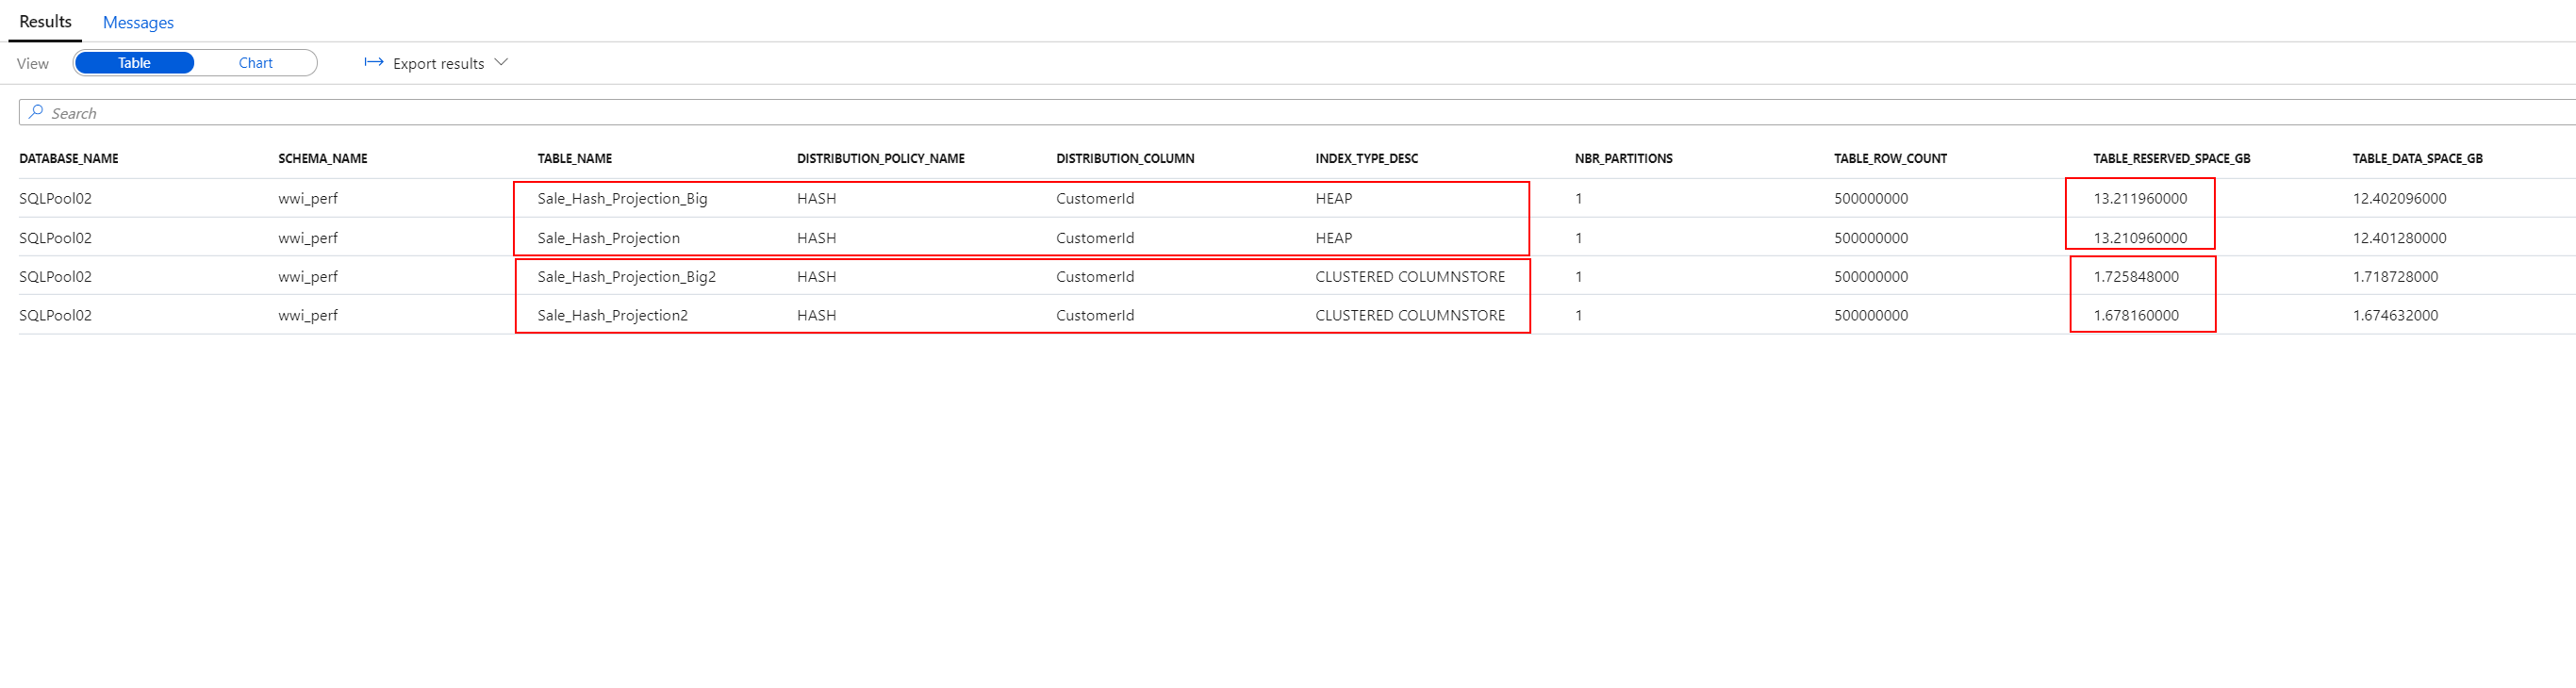 Results Messages
View Table Chart Export results
Search
DATABASE_NAME SCHEMA_NAME TABLE_NAME DISTRIBUTION_POLICY_NAME DISTRIBUTION_COLUMN INDEX_TYPE_DESC NBR_PARTITIONS TABLE_ROW_COUNT TABLE_RESERVED_SPACE_GB TABLE_DATA_SPACE_GB
SQLPool02 wwi_perf Sale_Hash_Projection_Big HASH CustomerId HEAP 1 500000000 13.211960000 12.402096000
SQLPool02 wwi_perf Sale_Hash_Projection HASH CustomerId HEAP 1 500000000 13.210960000 12.401280000
SQLPool02 wwi_perf Sale_Hash_Projection_Big2 HASH CustomerId CLUSTERED COLUMNSTORE 1 500000000 1.725848000 1.718728000
SQLPool02 wwi_perf Sale_Hash_Projection2 HASH CustomerId CLUSTERED COLUMNSTORE 1 500000000 1.678160000 1.674632000